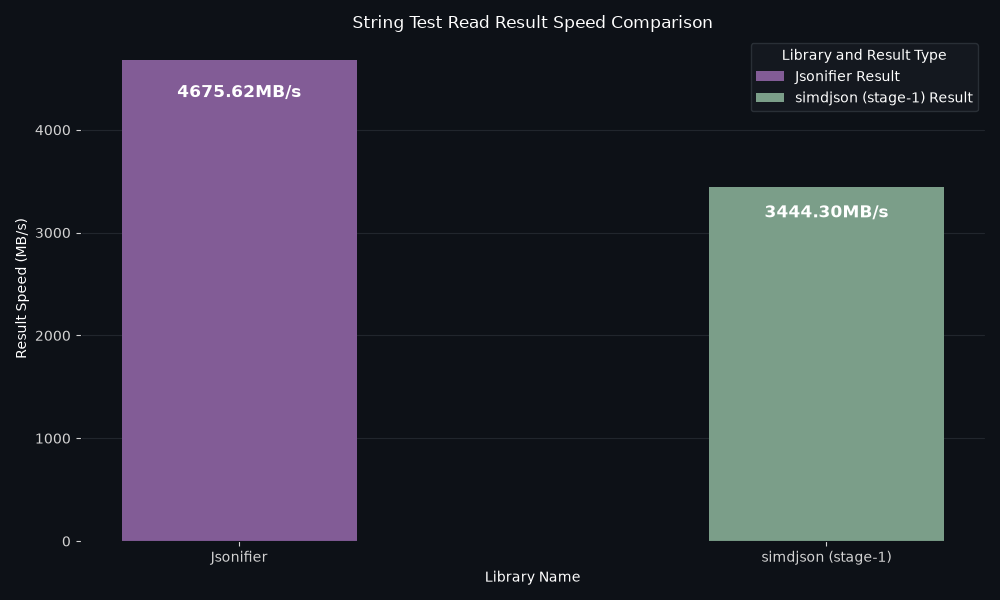 String Test Read Result Speed Comparison
Library and Result Type
Jsonifier Result
simdjson (stage-1) Result
4675.62MB/s
3444.30MB/s
Result Speed (MB/s)
4000
3000
2000
1000
0
Jsonifier
simdjson (stage-1)
Library Name